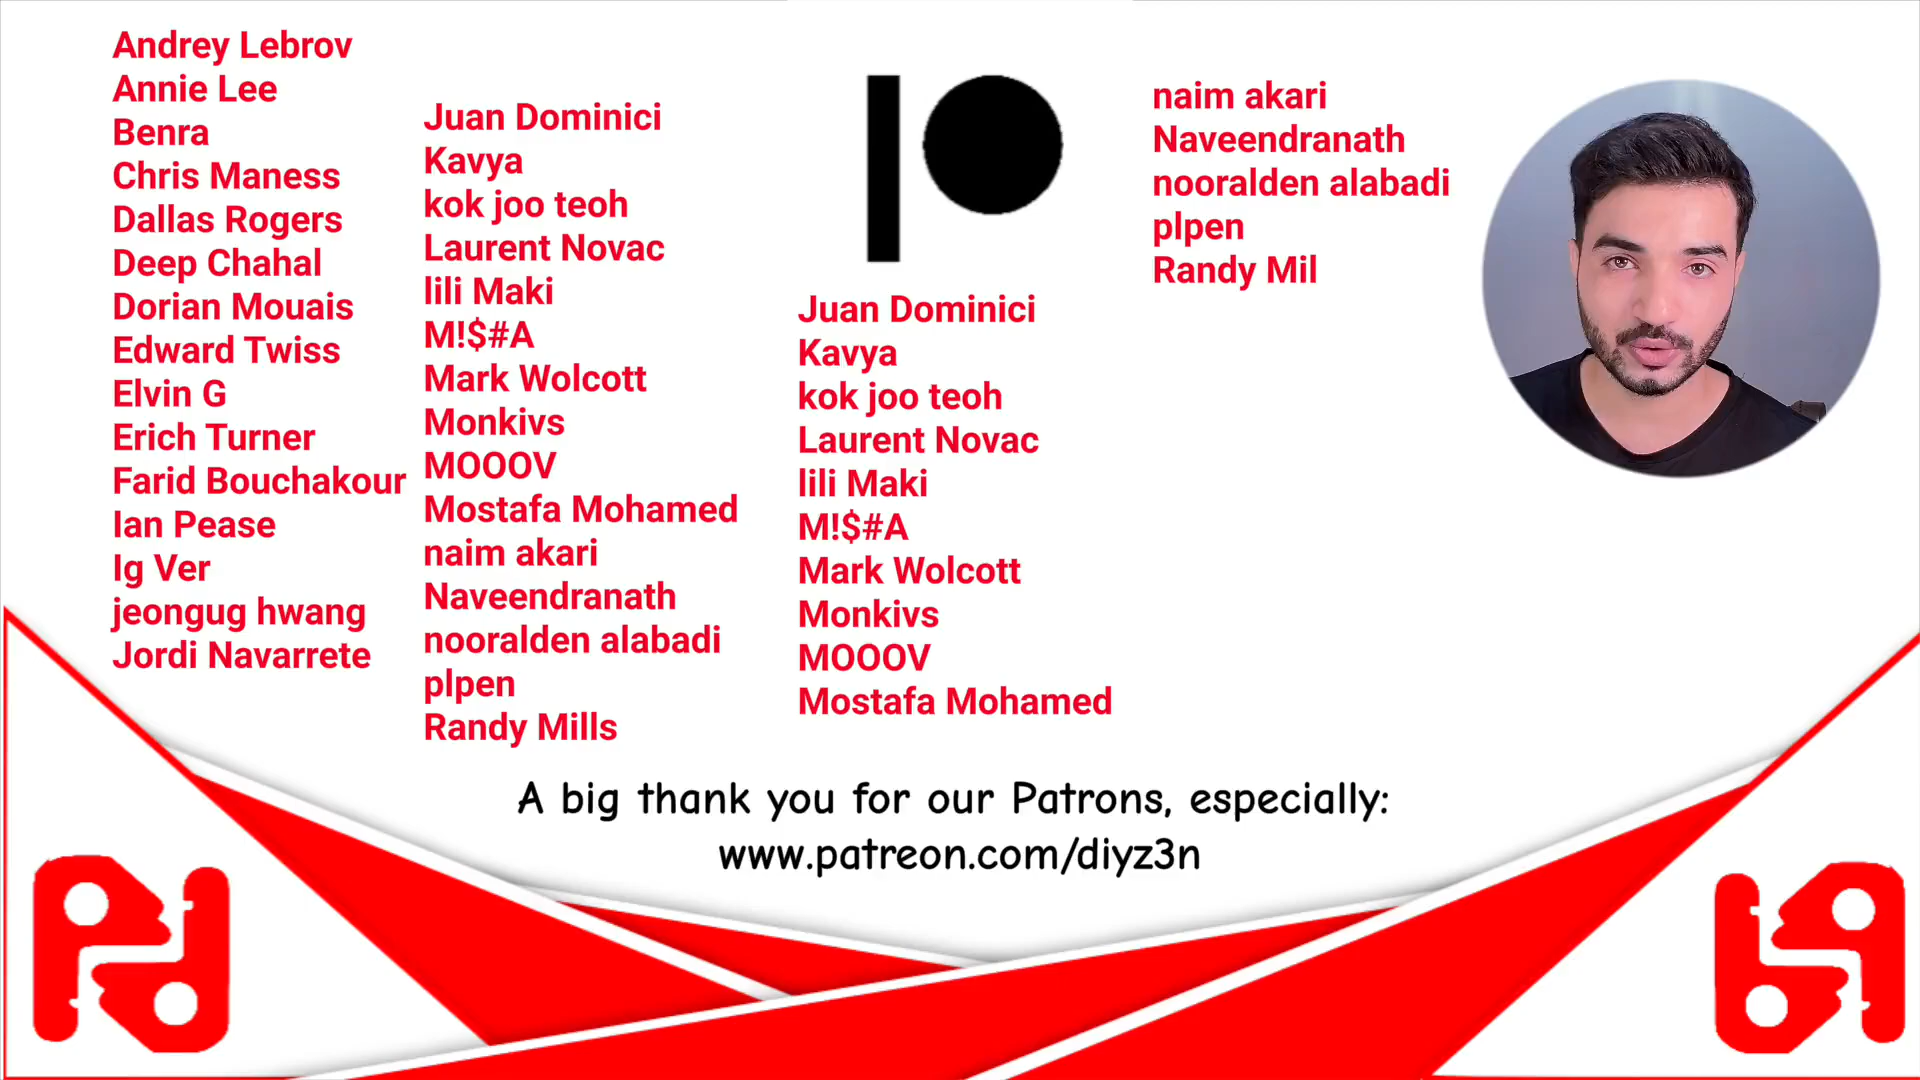 Andrey Lebrov
Annie Lee
Benra
Chris Maness
Dallas Rogers
Deep Chahal
Dorian Mouais
Edward Twiss
Elvin G
Erich Turner
Farid Bouchakour
Ian Pease
Ig Ver
jeongug hwang
Jordi Navarrete
Juan Dominici
Kavya
kok joo teoh
Laurent Novac
lili Maki
M!$#A
Mark Wolcott
Monkivs
MOOOV
Mostafa Mohamed
naim akari
Naveendranath
nooralden alabadi
plpen
Randy Mills
Juan Dominici
Kavya
kok joo teoh
Laurent Novac
lili Maki
M!$#A
Mark Wolcott
Monkivs
MOOOV
Mostafa Mohamed
naim akari
Naveendranath
nooralden alabadi
plpen
Randy Mil
A big thank you for our Patrons, especially:
www.patreon.com/diyz3n